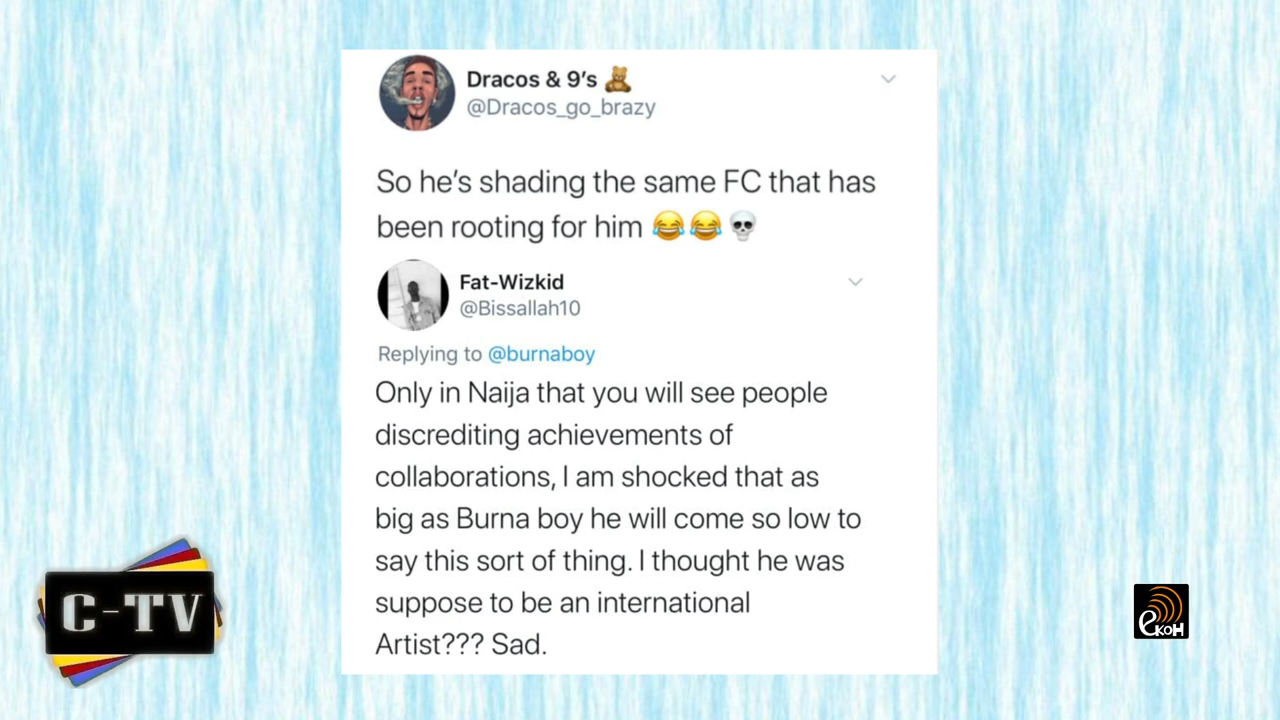 Dracos & 9's 🧸
@Dracos_go_brazy
So he's shading the same FC that has
been rooting for him 😂😂💀
Fat-Wizkid
@Bissallah10
Replying to @burnaboy
Only in Naija that you will see people
discrediting achievements of
collaborations, I am shocked that as
big as Burna boy he will come so low to
say this sort of thing. I thought he was
suppose to be an international
Artist??? Sad.
C-TV
eKOH